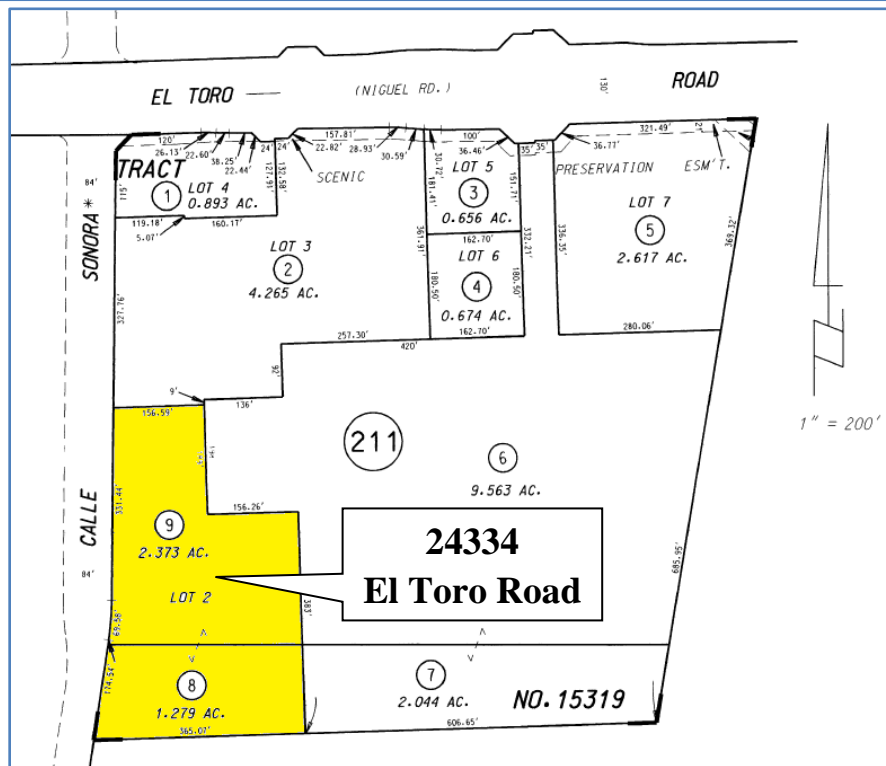 EL TORO
(NIGUEL RD.)
ROAD
130'
120'
26.13'
22.60'
38.25'
22.44'
24'
24'
157.81'
22.82'
28.93'
30.59'
30.72'
100'
36.46'
35'
35'
36.77'
321.49'
21'
TRACT
SCENIC
PRESERVATION
ESM'T.
84'
115'
1
LOT 4
0.893 AC.
127.91'
132.58'
119.18'
160.17'
5.07'
SONORA *
LOT 3
2
4.265 AC.
327.76'
181.41'
361.91'
LOT 5
3
0.656 AC.
151.71'
162.70'
332.21'
LOT 6
4
0.674 AC.
180.50'
180.50'
162.70'
336.35'
LOT 7
5
2.617 AC.
369.32'
280.06'
257.30'
420'
92'
9'
136'
156.59'
1" = 200'
211
6
9.563 AC.
156.26'
331.44'
CALLE
9
2.373 AC.
84'
LOT 2
24334
El Toro Road
383'
685.95'
69.58'
174.54'
8
1.279 AC.
365.07'
7
2.044 AC.
NO. 15319
606.65'